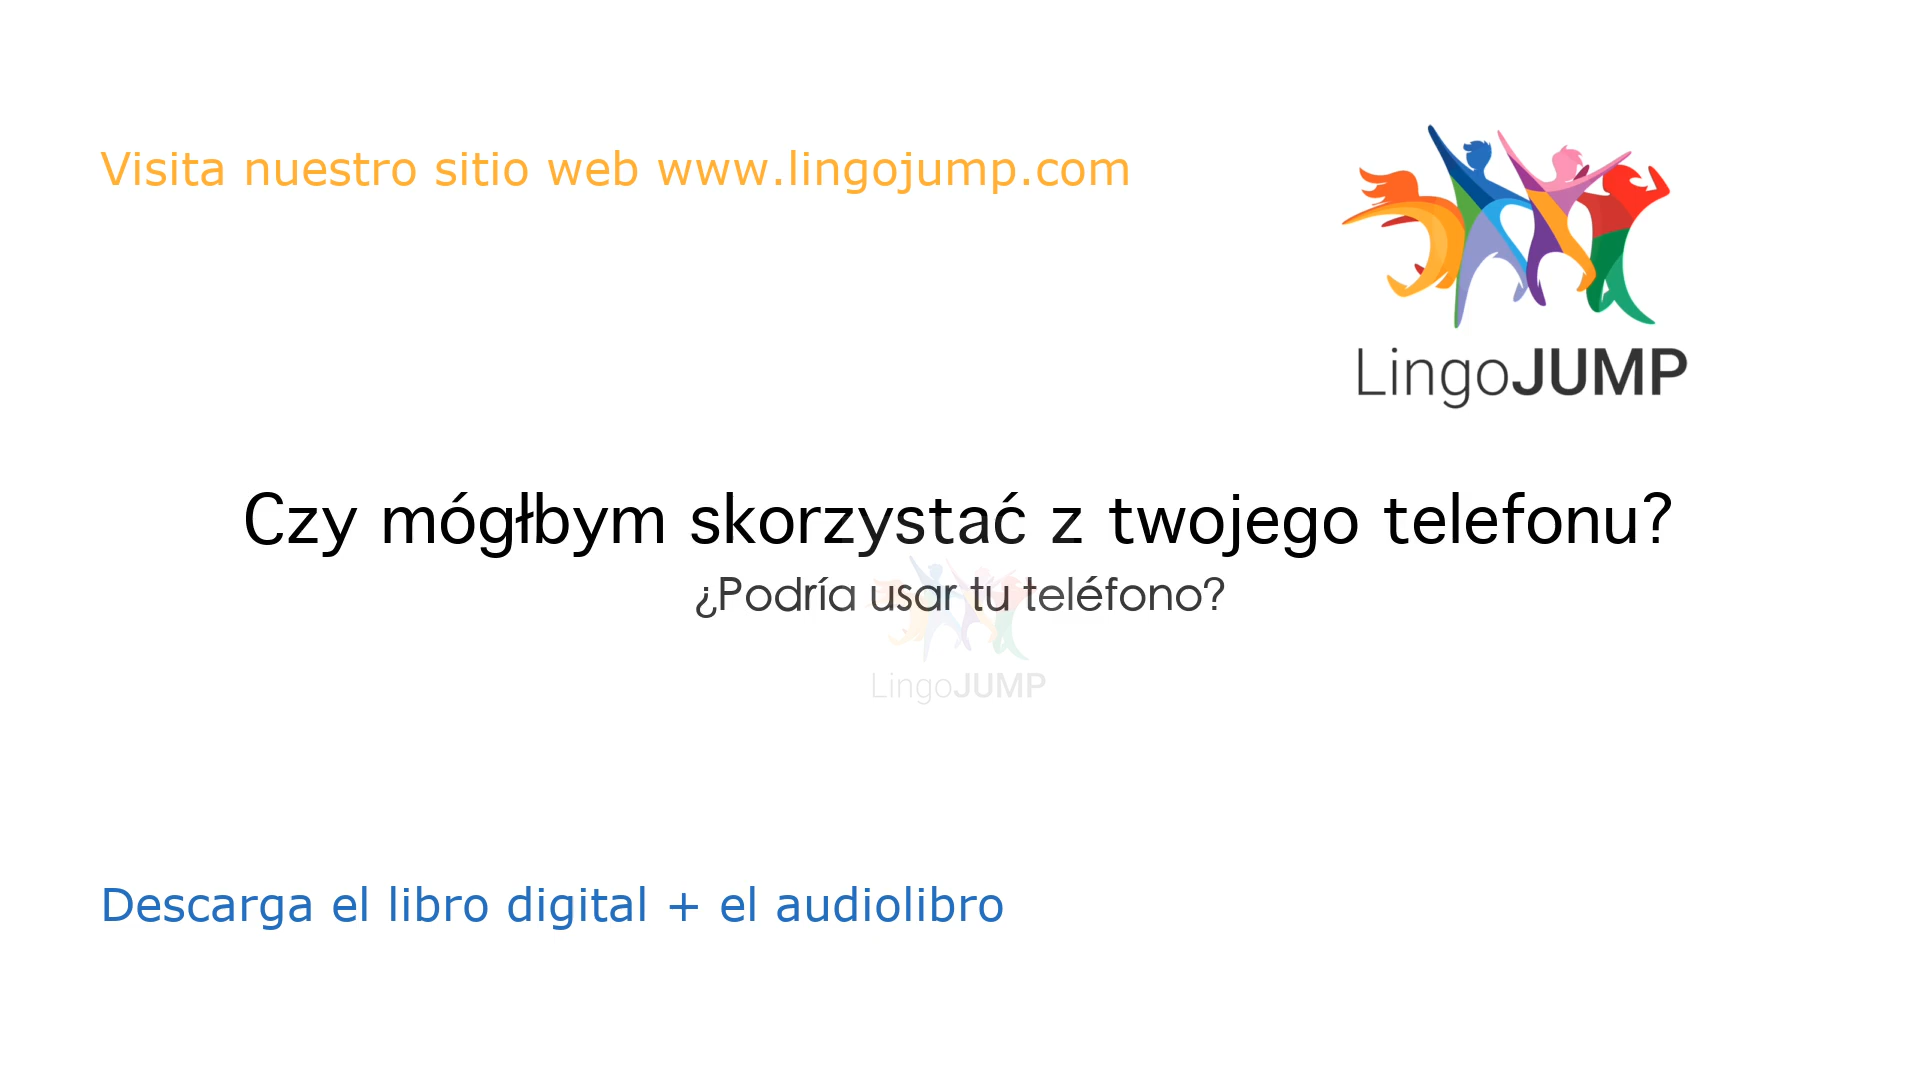 Visita nuestro sitio web www.lingojump.com
LingoJUMP
Czy mógłbym skorzystać z twojego telefonu?
¿Podría usar tu teléfono?
LingoJUMP
Descarga el libro digital + el audiolibro